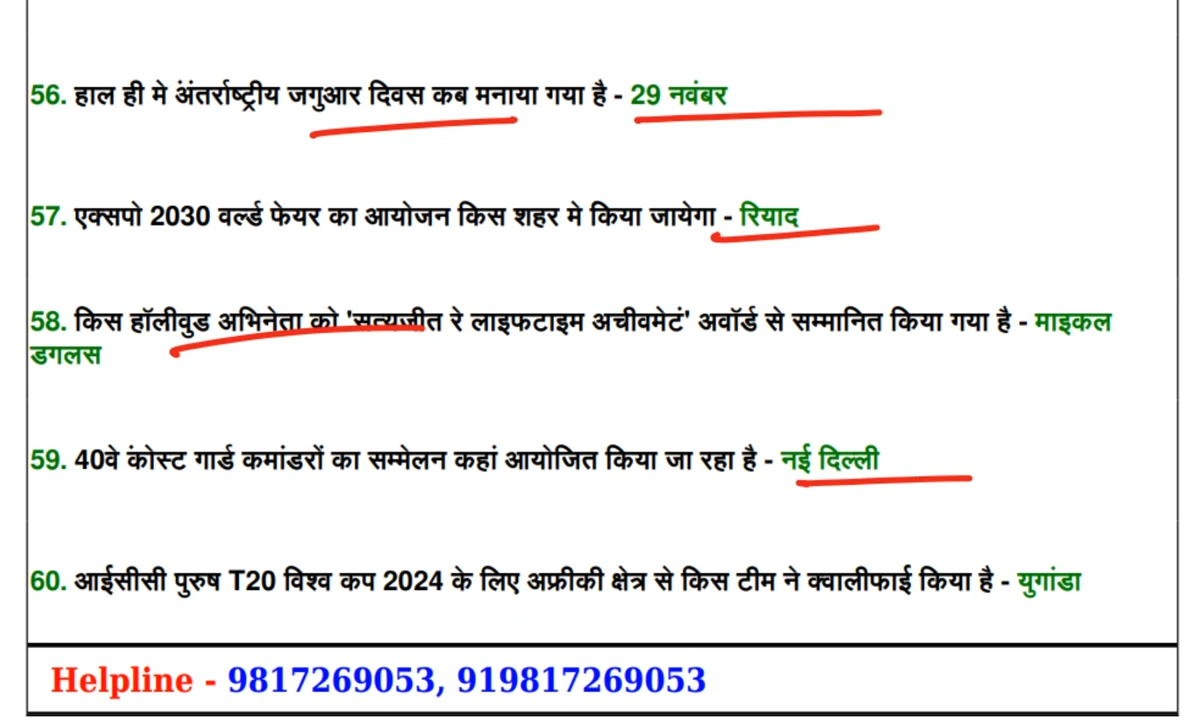 56. हाल ही मे अंंतर्राष्ट्रीय जगुआर दिवस कब मनाया गया है - 29 नवंबर
57. एक्सपो 2030 वर्ल्ड फेयर का आयोजन किस शहर मे किया जायेगा - रियाद
58. किस हॉलीवुड अभिनेता को 'सत्यजीत रे लाइफटाइम अचीवमेटं' अवॉर्ड से सम्मानित किया गया है - माइकल
डगलस
59. 40वे कंोस्ट गार्ड कमांडरों का सम्मेलन कहां आयोजित किया जा रहा है - नई दिल्ली
60. आईसीसी पुरुष T20 विश्व कप 2024 के लिए अफ्रीकी क्षेत्र से किस टीम ने क्वालीफाई किया है - युगांडा
Helpline - 9817269053, 919817269053